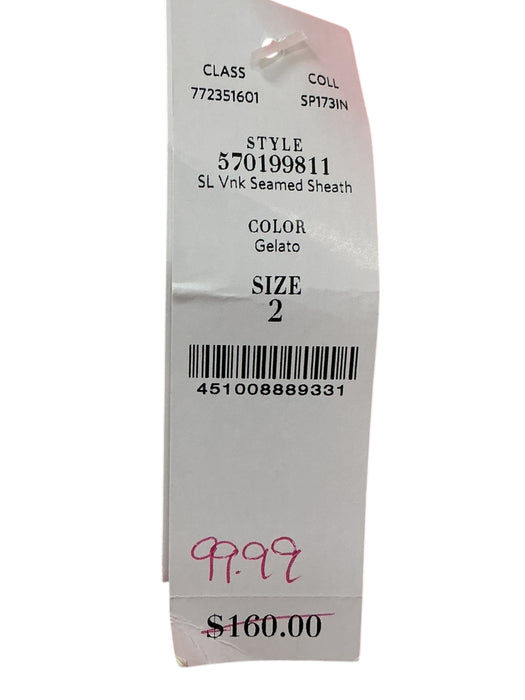 CLASS COLL
772351601 SP173IN
STYLE
570199811
SL Vnk Seamed Sheath
COLOR
Gelato
SIZE
2
451008889331
99.99
$160.00